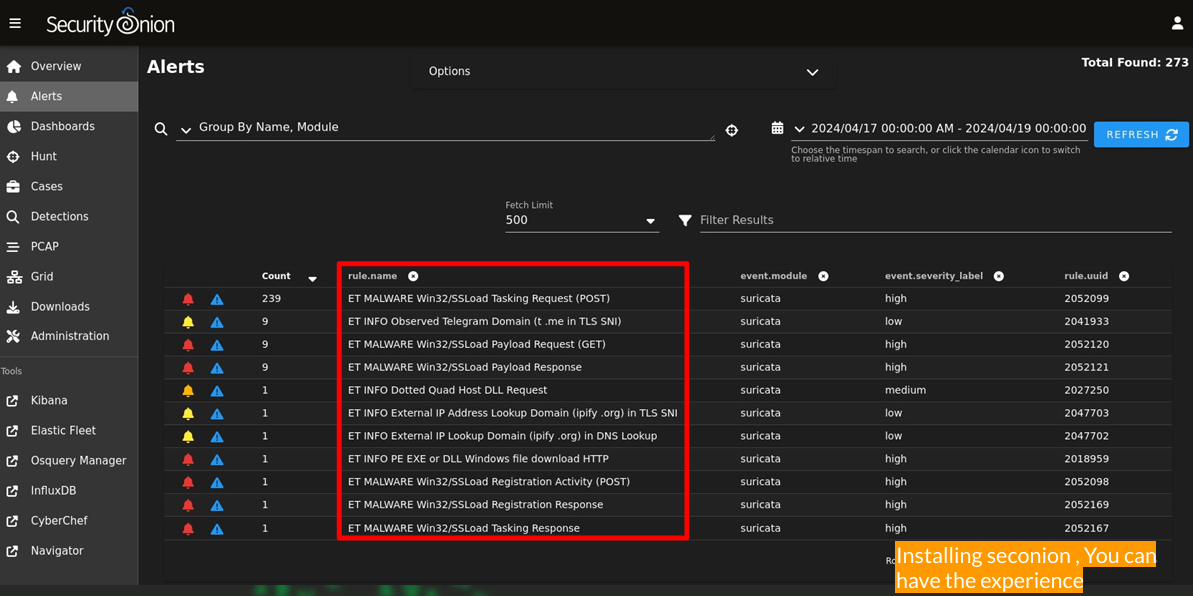 Security Onion
Overview
Alerts
Dashboards
Hunt
Cases
Detections
PCAP
Grid
Downloads
Administration
Tools
Kibana
Elastic Fleet
Osquery Manager
InfluxDB
CyberChef
Navigator
Alerts
Options
Total Found: 273
Group By Name, Module
2024/04/17 00:00:00 AM - 2024/04/19 00:00:00
REFRESH
Choose the timespan to search, or click the calendar icon to switch
to relative time
Fetch Limit
500
Filter Results
Count rule.name event.module event.severity_label rule.uuid
239 ET MALWARE Win32/SSLoad Tasking Request (POST) suricata high 2052099
9 ET INFO Observed Telegram Domain (t .me in TLS SNI) suricata low 2041933
9 ET MALWARE Win32/SSLoad Payload Request (GET) suricata high 2052120
9 ET MALWARE Win32/SSLoad Payload Response suricata high 2052121
1 ET INFO Dotted Quad Host DLL Request suricata medium 2027250
1 ET INFO External IP Address Lookup Domain (ipify .org) in TLS SNI suricata low 2047703
1 ET INFO External IP Lookup Domain (ipify .org) in DNS Lookup suricata low 2047702
1 ET INFO PE EXE or DLL Windows file download HTTP suricata high 2018959
1 ET MALWARE Win32/SSLoad Registration Activity (POST) suricata high 2052098
1 ET MALWARE Win32/SSLoad Registration Response suricata high 2052169
1 ET MALWARE Win32/SSLoad Tasking Response suricata high 2052167
Installing seconion , You can
have the experience